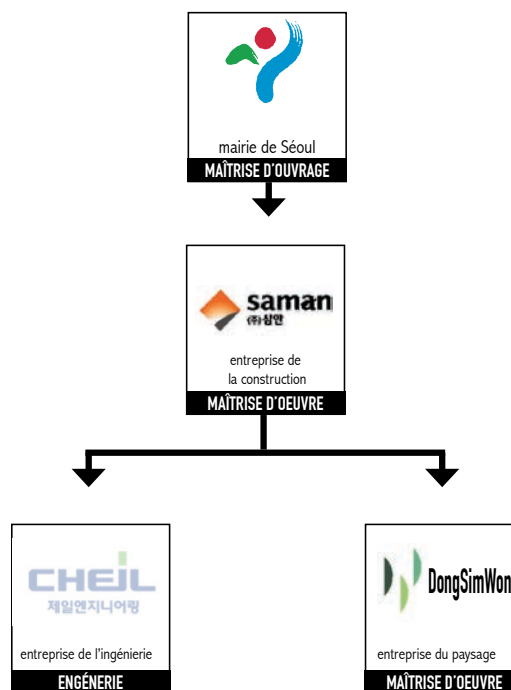 mairie de Séoul
MAÎTRISE D'OUVRAGE
saman
(주)삼안
entreprise de
la construction
MAÎTRISE D'OEUVRE
CHEIL
제일엔지니어링
entreprise de l'ingénierie
ENGÉNERIE
DongSimWon
entreprise du paysage
MAÎTRISE D'OEUVRE